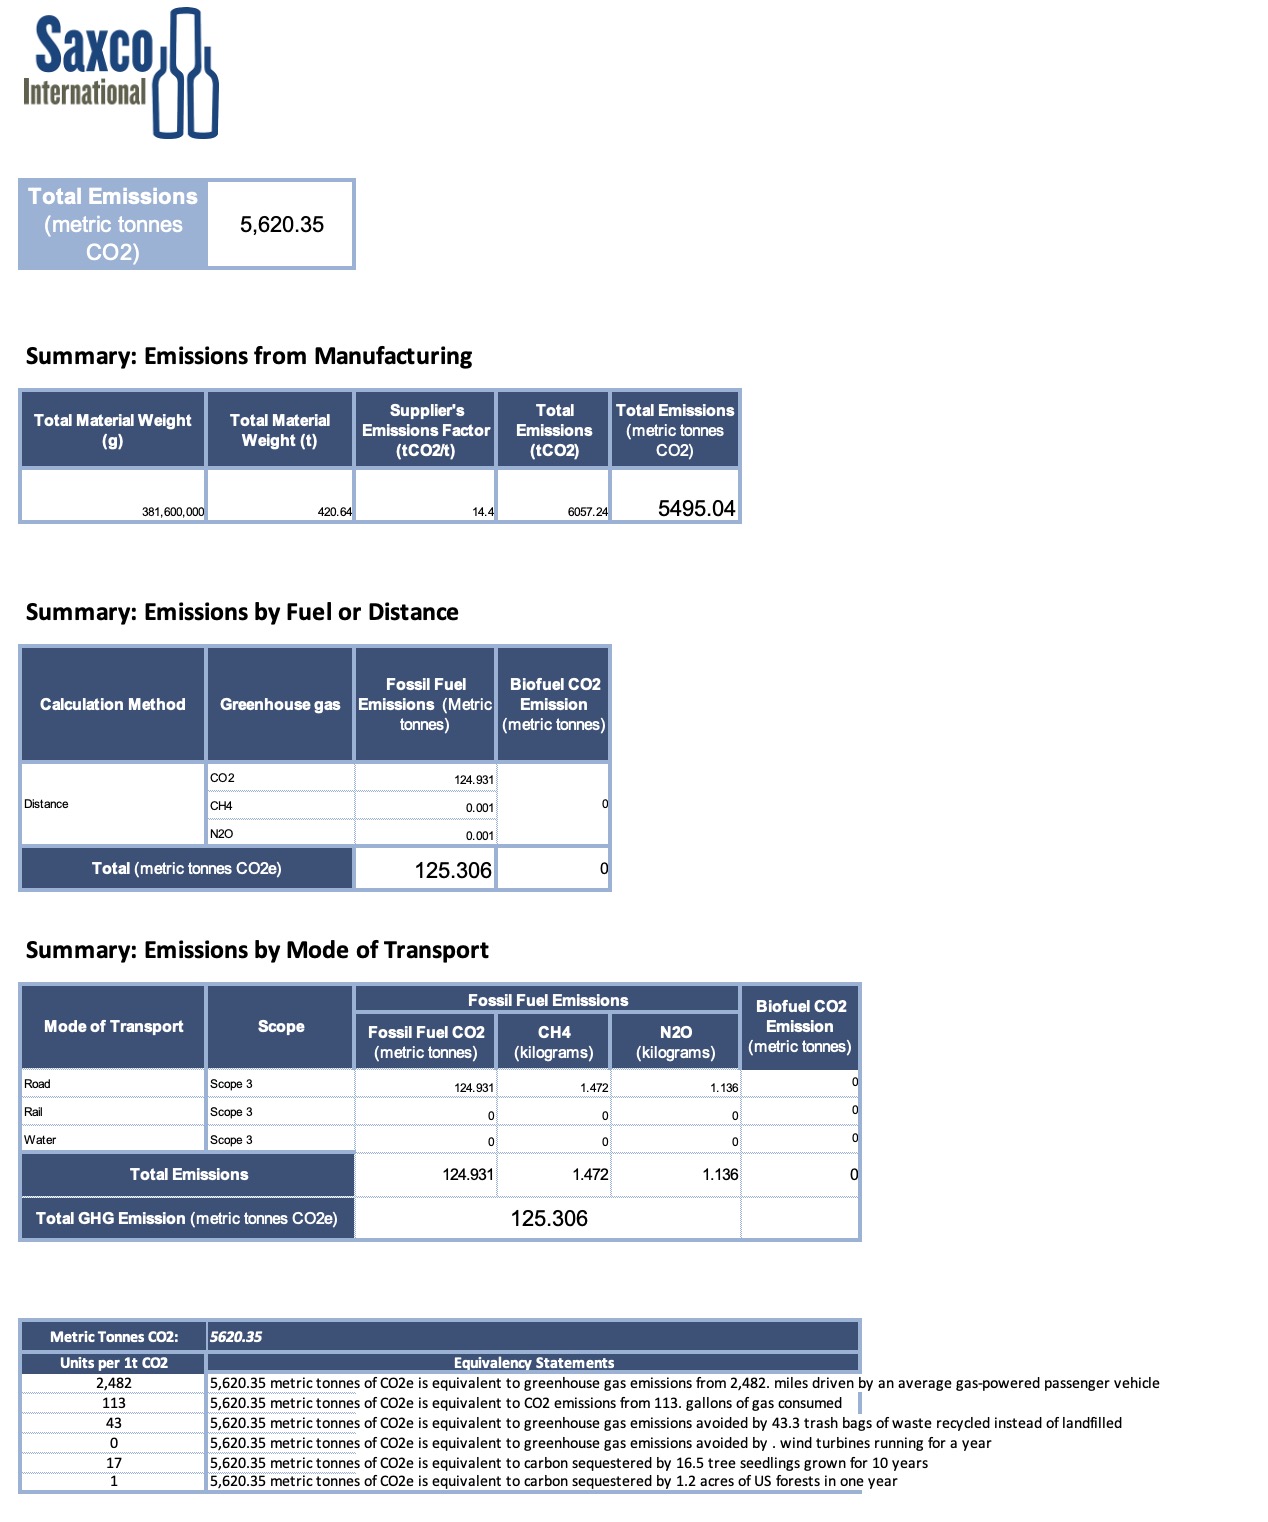 Saxco
International
Total Emissions
(metric tonnes
CO2)
5,620.35
Summary: Emissions from Manufacturing
Total Material Weight
(g)
Total Material
Weight (t)
Supplier's
Emissions Factor
(tCO2/t)
Total
Emissions
(tCO2)
Total Emissions
(metric tonnes
CO2)
381,600,000 420.64 14.4 6057.24 5495.04
Summary: Emissions by Fuel or Distance
Calculation Method
Greenhouse gas
Fossil Fuel
Emissions (Metric
tonnes)
Biofuel CO2
Emission
(metric tonnes)
Distance
CO2 124.931
CH4 0.001
N2O 0.001
0
Total (metric tonnes CO2e) 125.306 0
Summary: Emissions by Mode of Transport
Mode of Transport
Scope
Fossil Fuel Emissions
Fossil Fuel CO2
(metric tonnes)
CH4
(kilograms)
N2O
(kilograms)
Biofuel CO2
Emission
(metric tonnes)
Road Scope 3 124.931 1.472 1.136 0
Rail Scope 3 0 0 0 0
Water Scope 3 0 0 0 0
Total Emissions 124.931 1.472 1.136 0
Total GHG Emission (metric tonnes CO2e) 125.306
Metric Tonnes CO2: 5620.35
Units per 1t CO2 Equivalency Statements
2,482 5,620.35 metric tonnes of CO2e is equivalent to greenhouse gas emissions from 2,482. miles driven by an average gas-powered passenger vehicle
113 5,620.35 metric tonnes of CO2e is equivalent to CO2 emissions from 113. gallons of gas consumed
43 5,620.35 metric tonnes of CO2e is equivalent to greenhouse gas emissions avoided by 43.3 trash bags of waste recycled instead of landfilled
0 5,620.35 metric tonnes of CO2e is equivalent to greenhouse gas emissions avoided by . wind turbines running for a year
17 5,620.35 metric tonnes of CO2e is equivalent to carbon sequestered by 16.5 tree seedlings grown for 10 years
1 5,620.35 metric tonnes of CO2e is equivalent to carbon sequestered by 1.2 acres of US forests in one year